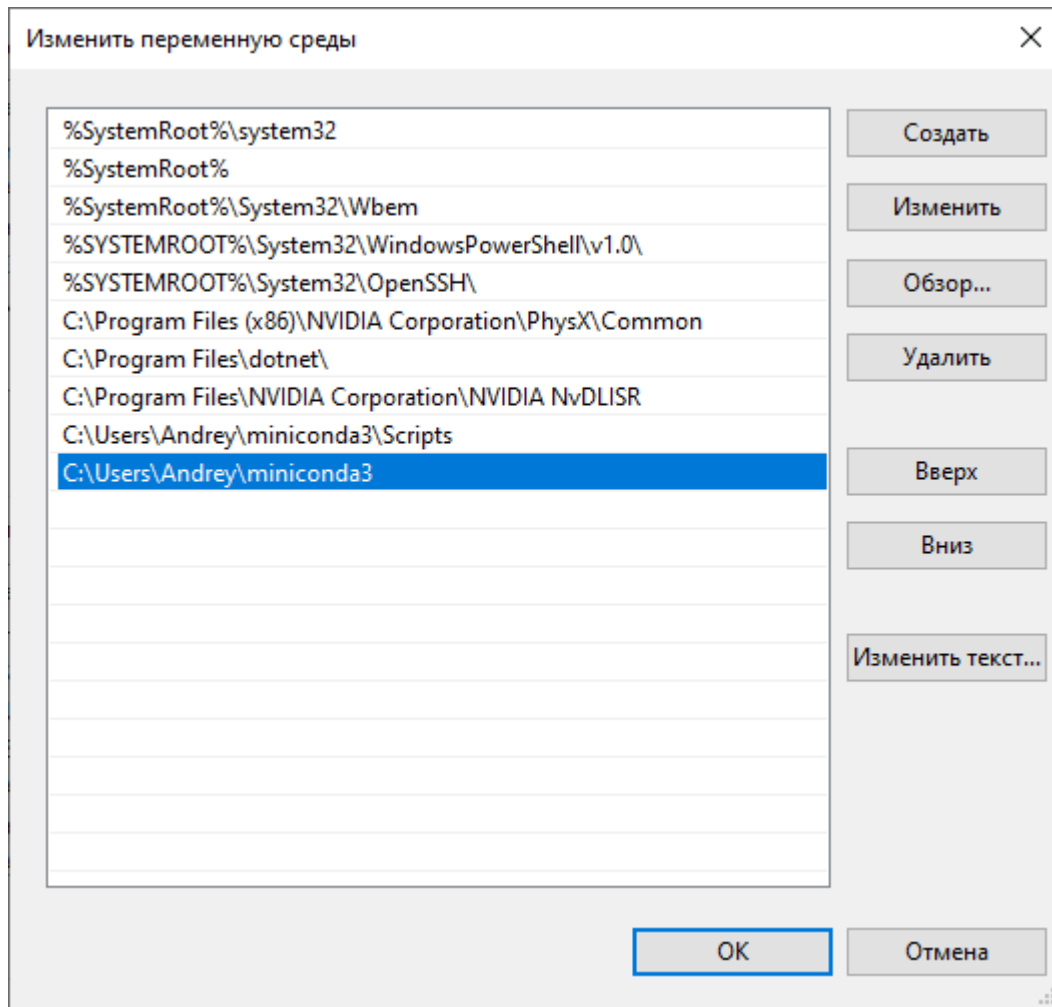 Изменить переменную среды
%SystemRoot%\system32
%SystemRoot%
%SystemRoot%\System32\Wbem
%SYSTEMROOT%\System32\WindowsPowerShell\v1.0\
%SYSTEMROOT%\System32\OpenSSH\
C:\Program Files (x86)\NVIDIA Corporation\PhysX\Common
C:\Program Files\dotnet\
C:\Program Files\NVIDIA Corporation\NVIDIA NvDLISR
C:\Users\Andrey\miniconda3\Scripts
C:\Users\Andrey\miniconda3
Создать
Изменить
Обзор...
Удалить
Вверх
Вниз
Изменить текст...
OK
Отмена